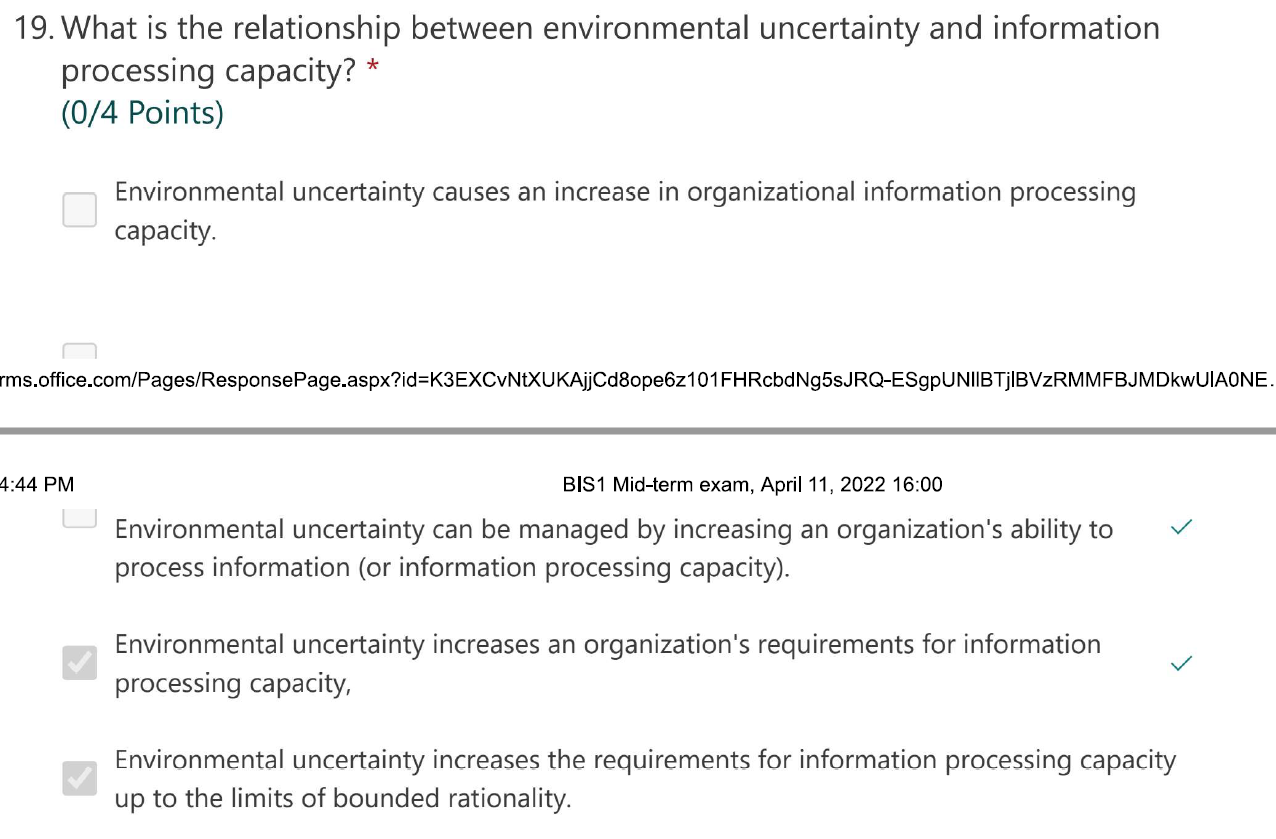 19. What is the relationship between environmental uncertainty and information
processing capacity? *
(0/4 Points)
Environmental uncertainty causes an increase in organizational information processing
capacity.
rms.office.com/Pages/ResponsePage.aspx?id=K3EXCvNtXUKAjjCd8ope6z101FHRcbdNg5sJRQ-ESgpUNllBTjlBVzRMMFBJMDkwUlA0NE.
4:44 PM
BIS1 Mid-term exam, April 11, 2022 16:00
Environmental uncertainty can be managed by increasing an organization's ability to
process information (or information processing capacity).
Environmental uncertainty increases an organization's requirements for information
processing capacity,
Environmental uncertainty increases the requirements for information processing capacity
up to the limits of bounded rationality.